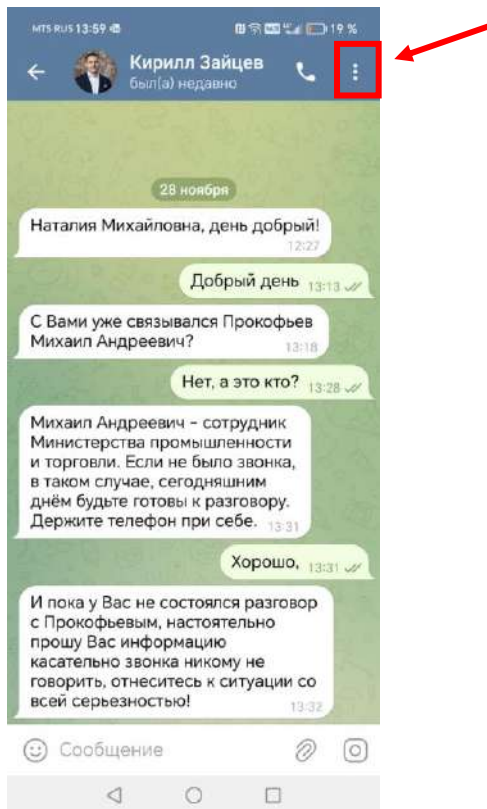 MTS RUS 13:59
19 %
Кирилл Зайцев
был(а) недавно
28 ноября
Наталия Михайловна, день добрый!
12:27
Добрый день 13:13
С Вами уже связывался Прокофьев
Михаил Андреевич?
13:18
Нет, а это кто? 13:28
Михаил Андреевич – сотрудник
Министерства промышленности
и торговли. Если не было звонка,
в таком случае, сегодняшним
днём будьте готовы к разговору.
Держите телефон при себе. 13:31
Хорошо, 13:31
И пока у Вас не состоялся разговор
с Прокофьевым, настоятельно
прошу Вас информацию
касательно звонка никому не
говорить, отнеситесь к ситуации со
всей серьезностью!
13:32
Сообщение